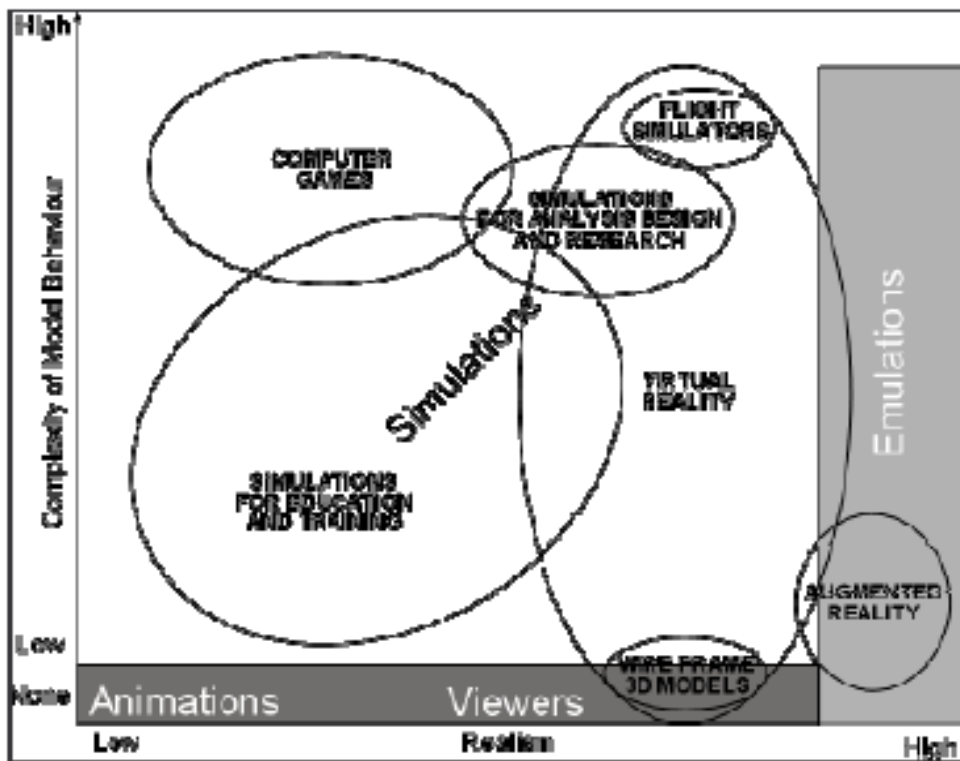 High
COMPUTER
GAMES
FLIGHT
SIMULATORS
SIMULATIONS
FOR ANALYSIS DESIGN
AND RESEARCH
Complexity of Model Behaviour
Simulations
Emulations
VIRTUAL
REALITY
SIMULATIONS
FOR EDUCATION
AND TRAINING
AUGMENTED
REALITY
Low
WIRE FRAME
3D MODELS
None
Animations
Viewers
Low
Realism
High